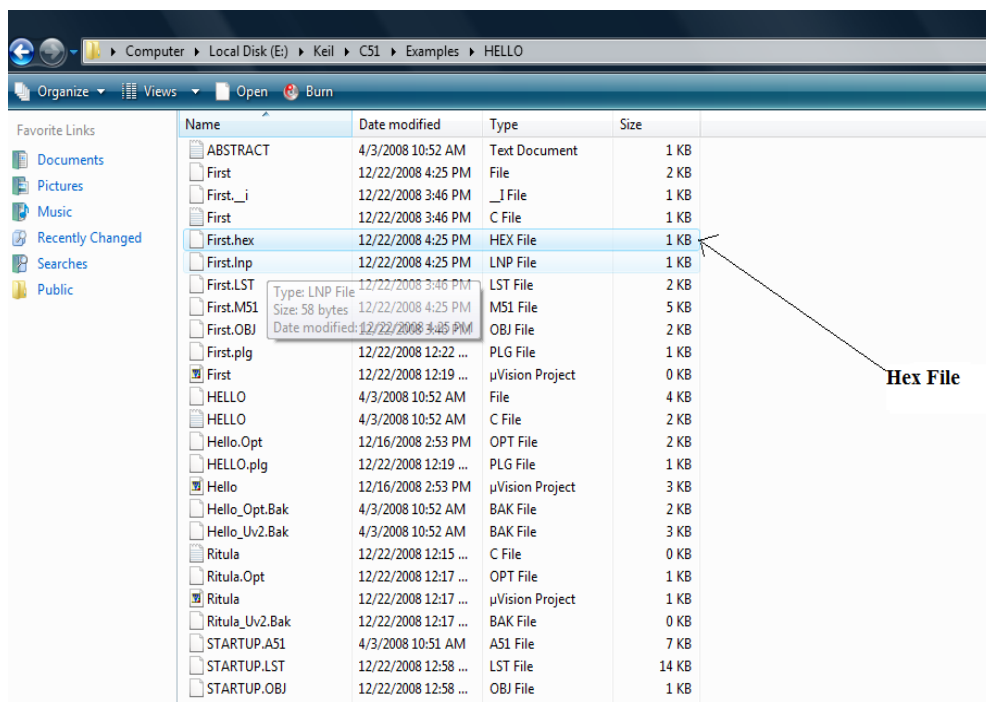 Computer ▸ Local Disk (E:) ▸ Keil ▸ C51 ▸ Examples ▸ HELLO
Organize Views Open Burn
Favorite Links
Documents
Pictures
Music
Recently Changed
Searches
Public
Name Date modified Type Size
ABSTRACT 4/3/2008 10:52 AM Text Document 1 KB
First 12/22/2008 4:25 PM File 2 KB
First.__i 12/22/2008 3:46 PM __I File 1 KB
First 12/22/2008 3:46 PM C File 1 KB
First.hex 12/22/2008 4:25 PM HEX File 1 KB
First.lnp 12/22/2008 4:25 PM LNP File 1 KB
First.LST 12/22/2008 3:46 PM LST File 2 KB
First.M51 12/22/2008 4:25 PM M51 File 5 KB
First.OBJ 12/22/2008 3:46 PM OBJ File 2 KB
Type: LNP File
Size: 58 bytes
Date modified: 12/22/2008 4:25 PM
First.plg 12/22/2008 12:22 ... PLG File 1 KB
First 12/22/2008 12:19 ... µVision Project 0 KB
Hex File
HELLO 4/3/2008 10:52 AM File 4 KB
HELLO 4/3/2008 10:52 AM C File 2 KB
Hello.Opt 12/16/2008 2:53 PM OPT File 2 KB
HELLO.plg 12/22/2008 12:19 ... PLG File 1 KB
Hello 12/16/2008 2:53 PM µVision Project 3 KB
Hello_Opt.Bak 4/3/2008 10:52 AM BAK File 2 KB
Hello_Uv2.Bak 4/3/2008 10:52 AM BAK File 3 KB
Ritula 12/22/2008 12:15 ... C File 0 KB
Ritula.Opt 12/22/2008 12:17 ... OPT File 1 KB
Ritula 12/22/2008 12:17 ... µVision Project 1 KB
Ritula_Uv2.Bak 12/22/2008 12:17 ... BAK File 0 KB
STARTUP.A51 4/3/2008 10:51 AM A51 File 7 KB
STARTUP.LST 12/22/2008 12:58 ... LST File 14 KB
STARTUP.OBJ 12/22/2008 12:58 ... OBJ File 1 KB